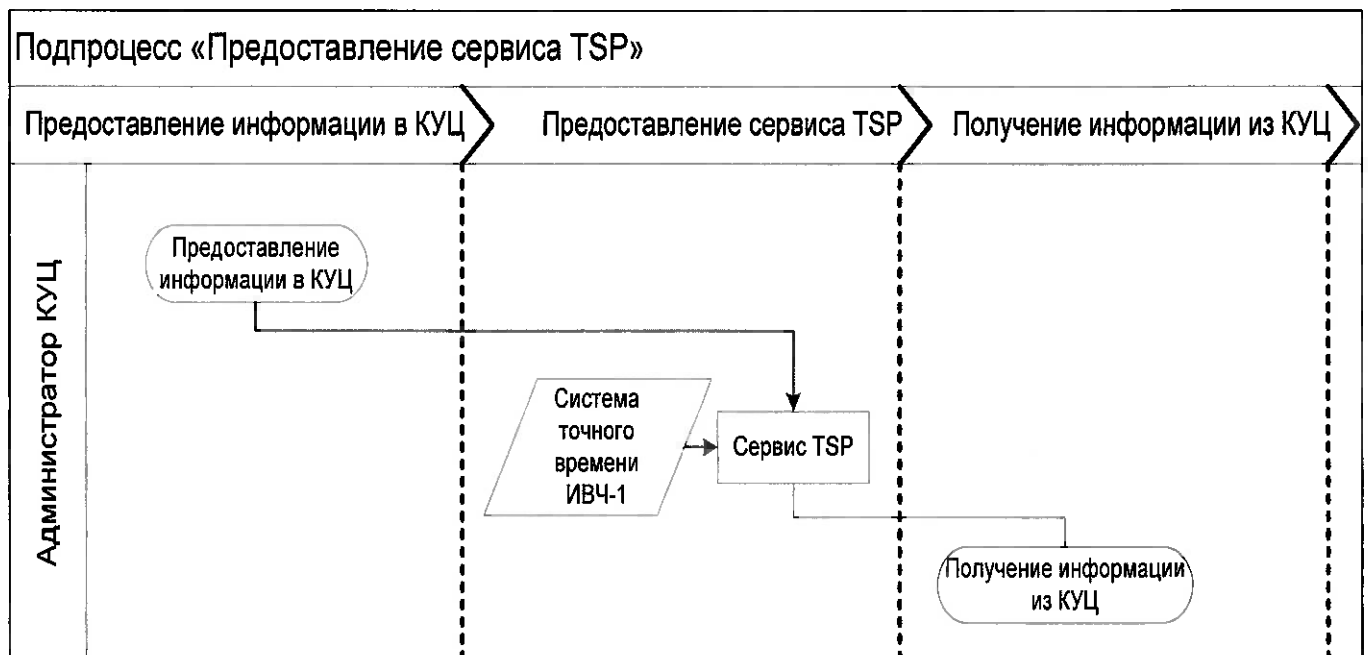 Подпроцесс «Предоставление сервиса TSP»
Предоставление информации в КУЦ
Предоставление сервиса TSP
Получение информации из КУЦ
Администратор КУЦ
Предоставление
информации в КУЦ
Система
точного
времени
ИВЧ-1
Сервис TSP
Получение информации
из КУЦ